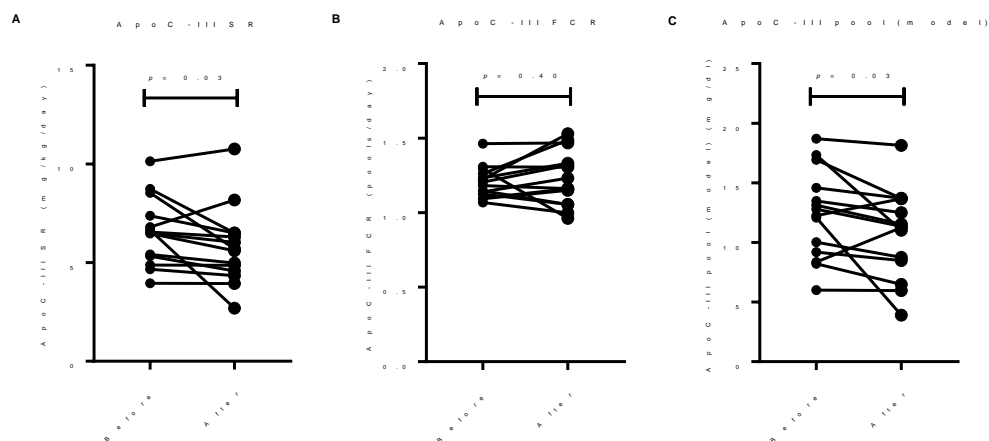 A
ApoC-III SR
ApoC-III SR (mg/kg/day)
15
10
5
0
p = 0.03
Before
After
B
ApoC-III FCR
ApoC-III FCR (pools/day)
2.0
1.5
1.0
0.5
0.0
p = 0.40
Before
After
C
ApoC-III pool (model)
ApoC-III pool (model) (mg/dl)
25
20
15
10
5
0
p = 0.03
Before
After